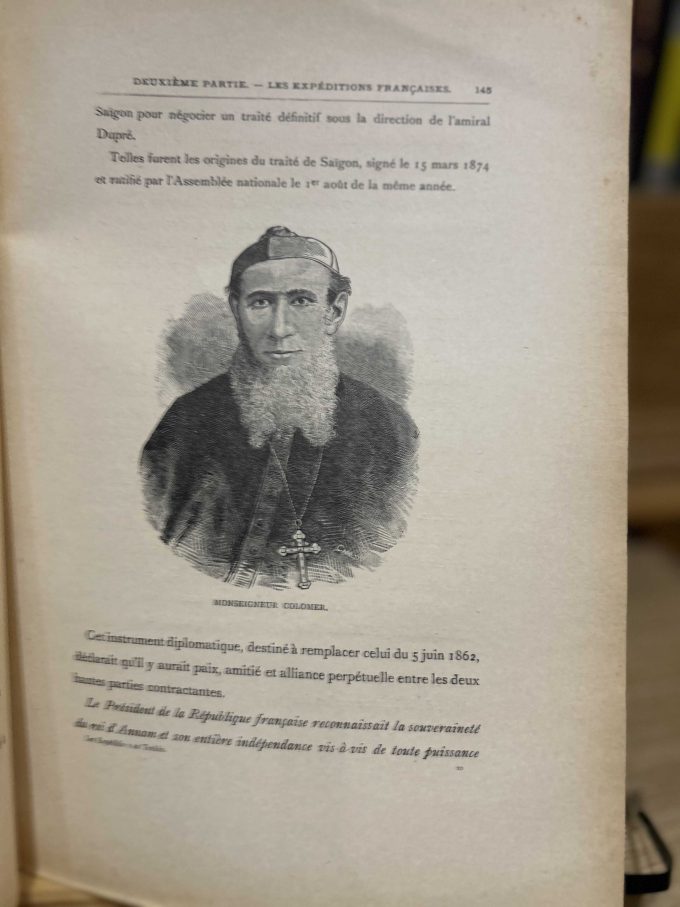 DEUXIÈME PARTIE. — LES EXPÉDITIONS FRANÇAISES. 145
Saïgon pour négocier un traité définitif sous la direction de l'amiral
Dupré.
Telles furent les origines du traité de Saïgon, signé le 15 mars 1874
et ratifié par l'Assemblée nationale le 1er août de la même année.
MONSEIGNEUR COLOMER.
Cet instrument diplomatique, destiné à remplacer celui du 5 juin 1862,
déclarait qu'il y aurait paix, amitié et alliance perpétuelle entre les deux
hautes parties contractantes.
Le Président de la République française reconnaissait la souveraineté
du roi d'Annam et son entière indépendance vis-à-vis de toute puissance